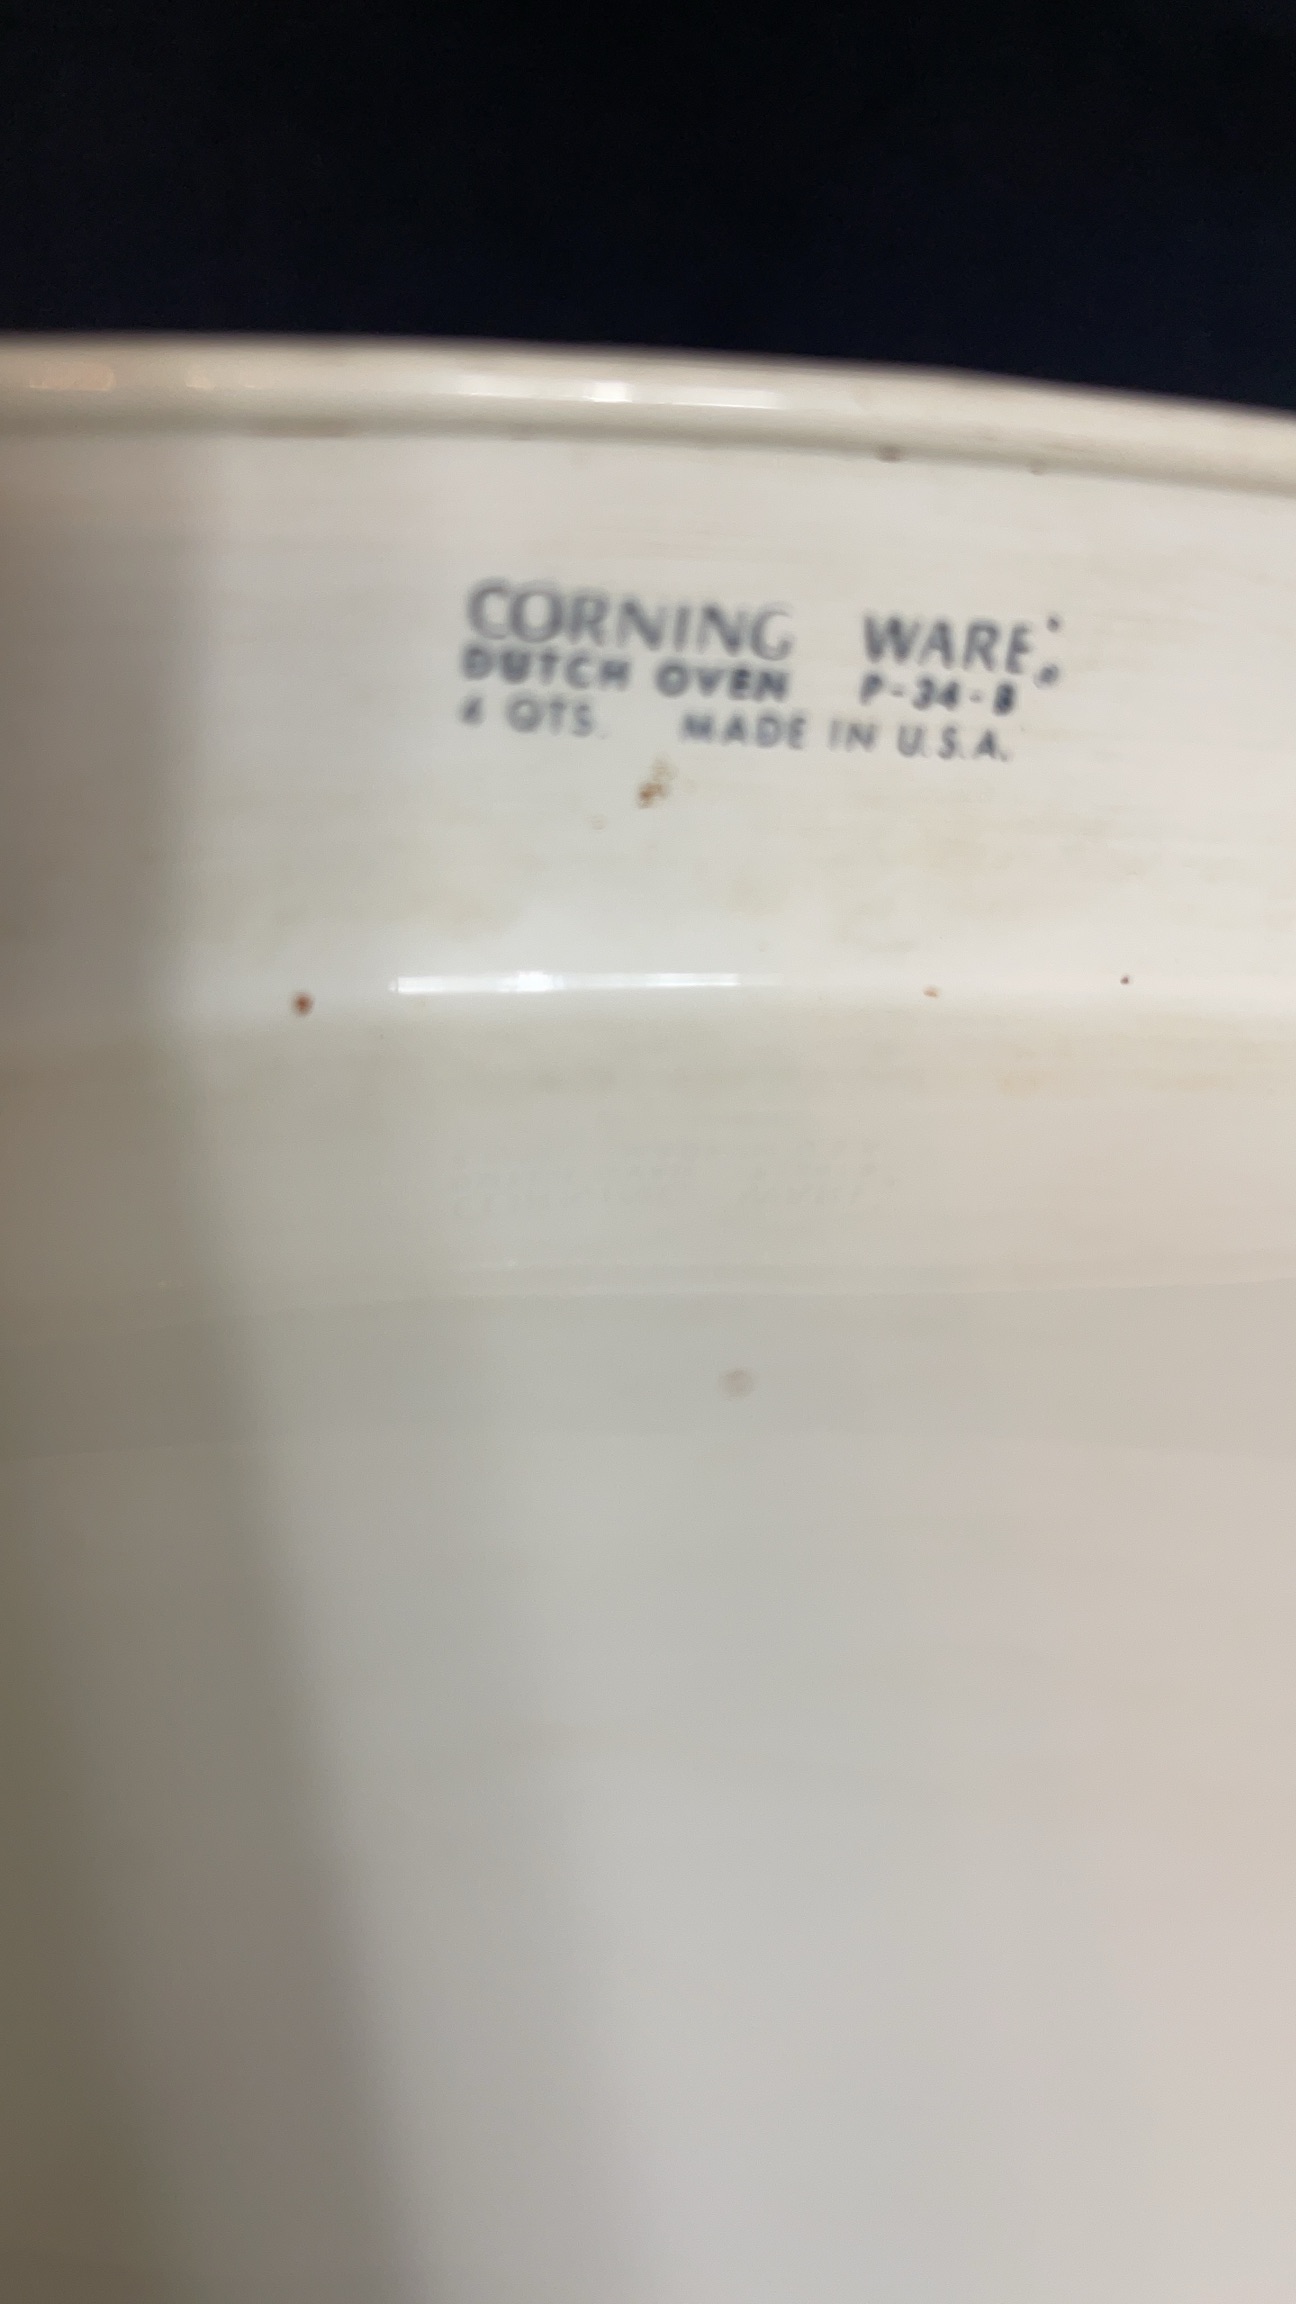 CORNING WARE®
DUTCH OVEN P-34-B
4 QTS. MADE IN U.S.A.